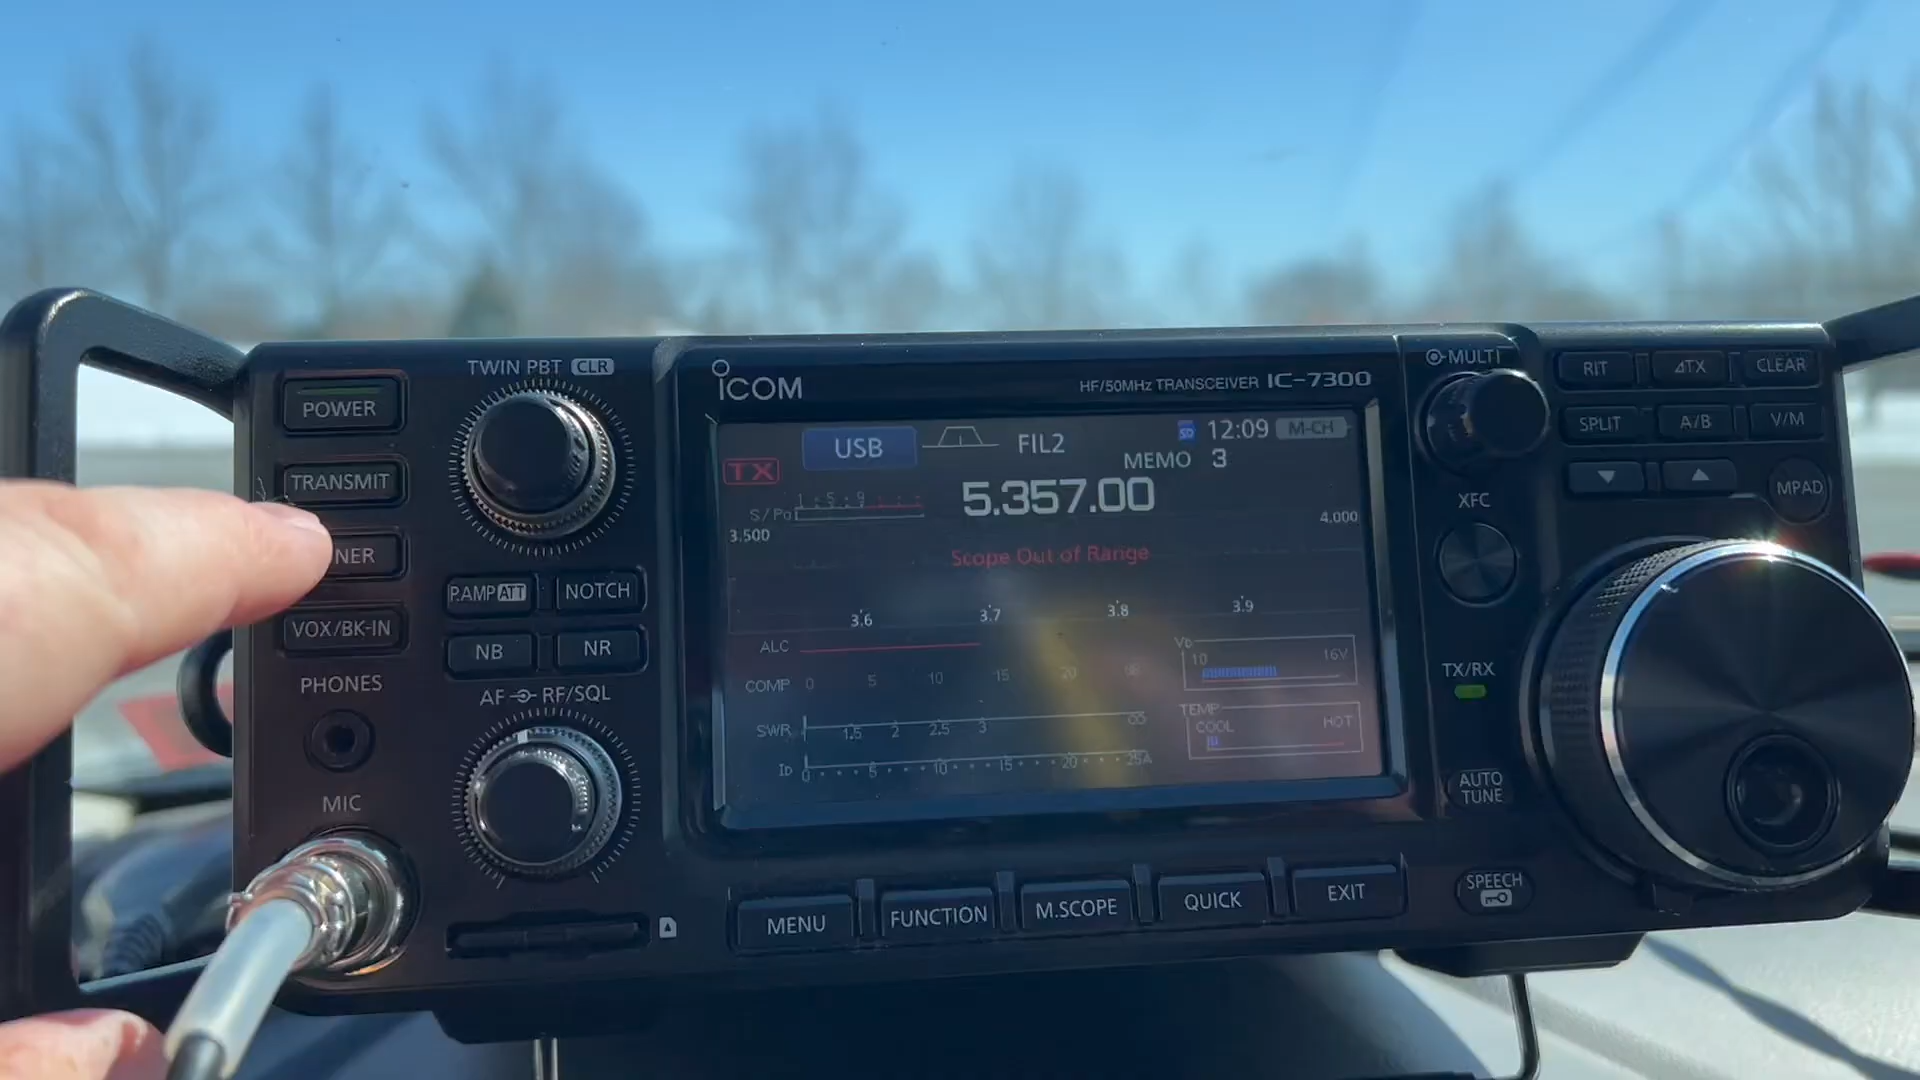 TWIN PBT CLR
POWER
TRANSMIT
NER
VOX/BK-IN
PHONES
MIC
P.AMP ATT
NOTCH
NB
NR
AF RF/SQL
ICOM
HF/50MHz TRANSCEIVER IC-7300
USB
FIL2
SD
12:09
M-CH
TX
MEMO 3
1 5 9
S/Po
5.357.00
3.500
4.000
Scope Out of Range
3.6 3.7 3.8 3.9
ALC
COMP 0 5 10 15 20
SWR 1.5 2 2.5 3 ∞
ID 0 5 10 15 20 25A
10 16V
TEMP
COOL HOT
MENU
FUNCTION
M.SCOPE
QUICK
EXIT
MULTI
XFC
TX/RX
AUTO
TUNE
SPEECH
RIT
ΔTX
CLEAR
SPLIT
A/B
V/M
MPAD